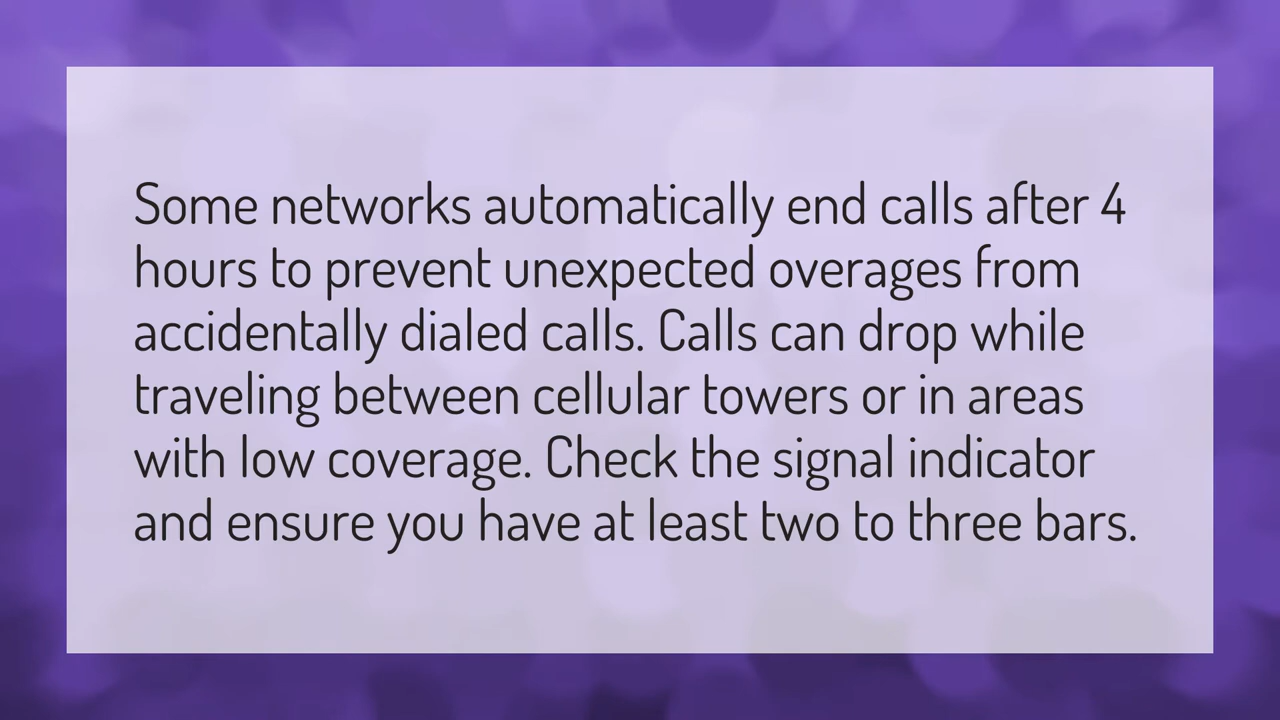 Some networks automatically end calls after 4
hours to prevent unexpected overages from
accidentally dialed calls. Calls can drop while
traveling between cellular towers or in areas
with low coverage. Check the signal indicator
and ensure you have at least two to three bars.